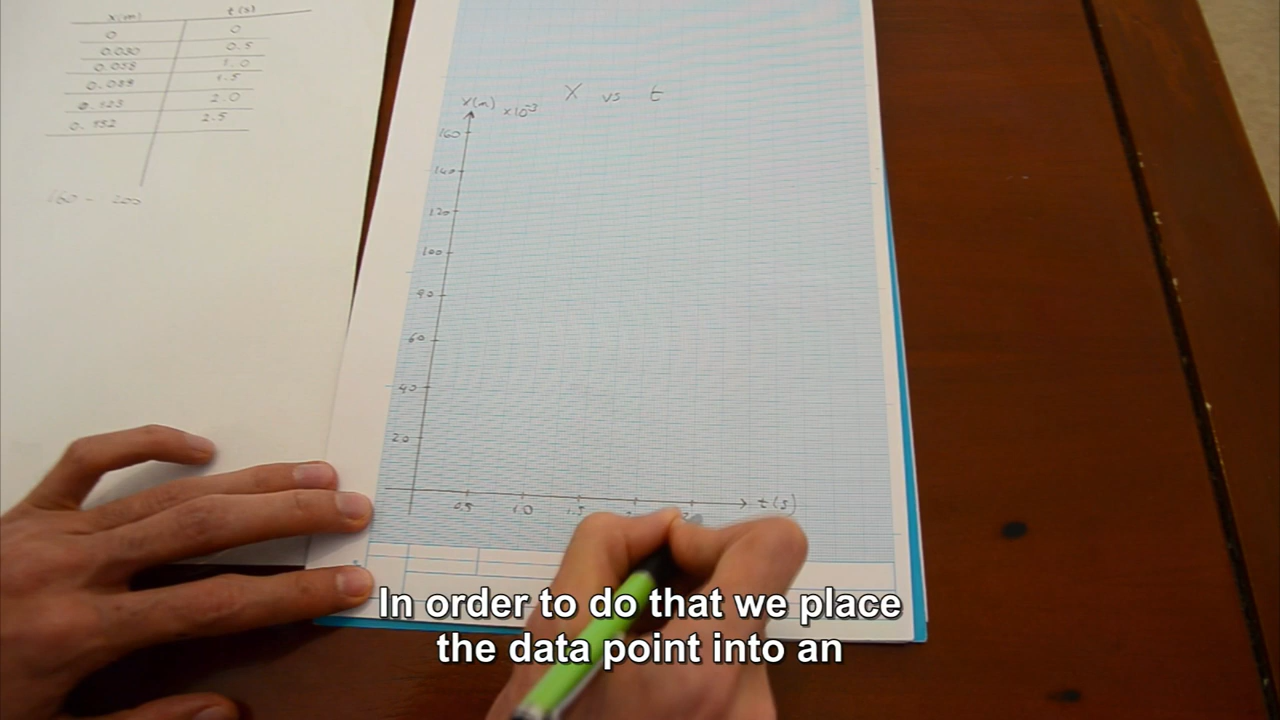 x(m) t(s)
0 0
0.030 0.5
0.058 1.0
0.089 1.5
0.123 2.0
0.152 2.5
160 - 200
X vs t
x(m) x10⁻³
160
140
120
100
80
60
40
20
0.5 1.0 1.5 t(s)
In order to do that we place
the data point into an